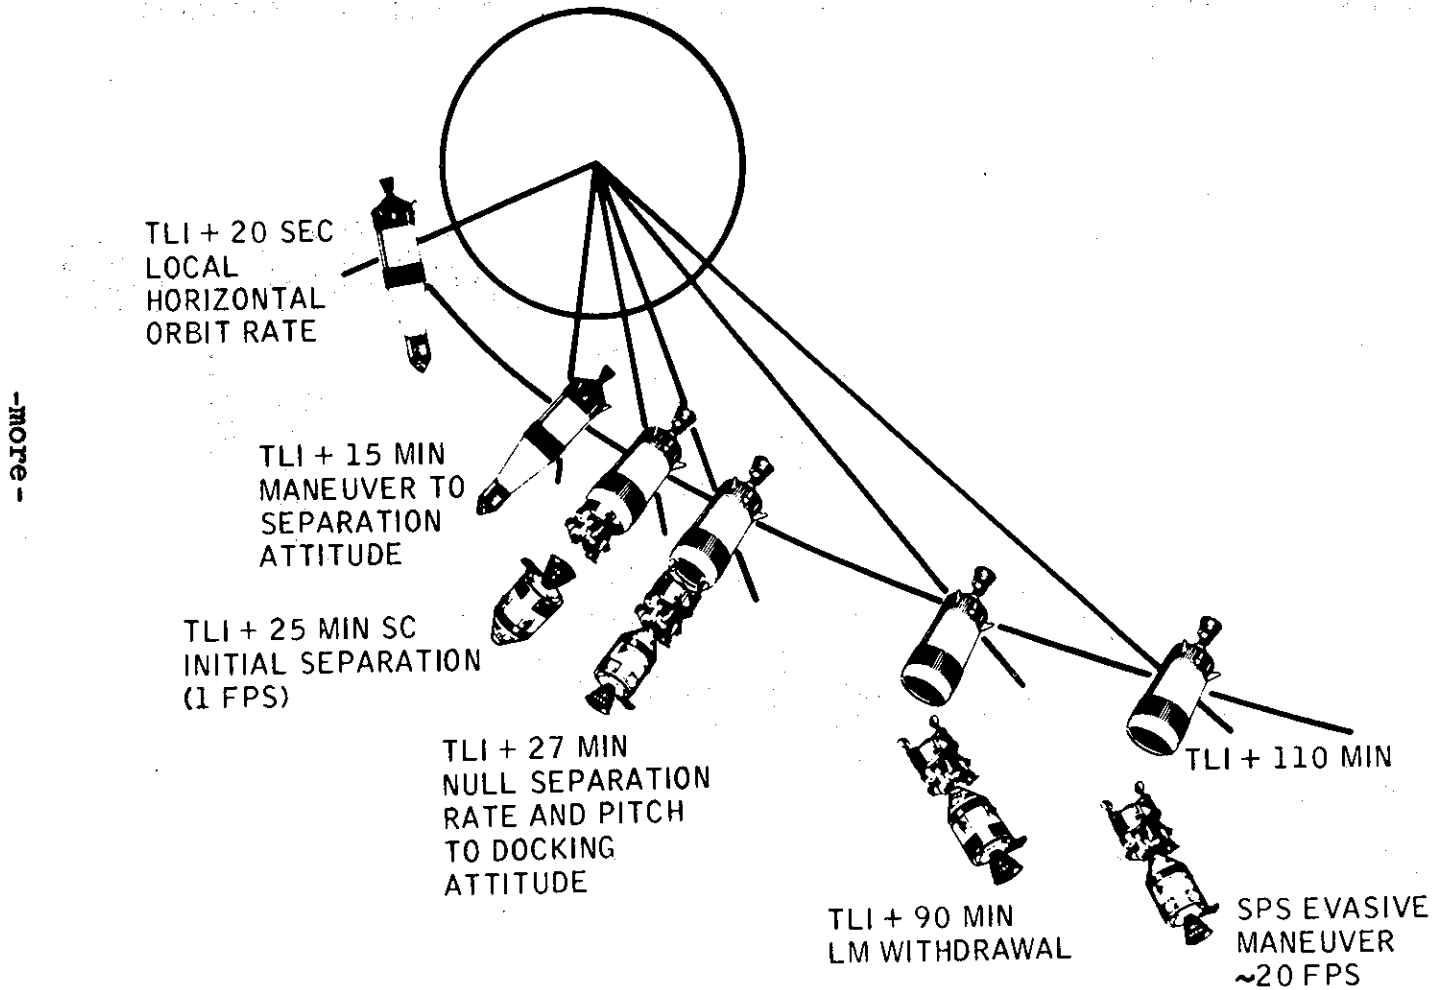 TLI + 20 SEC
LOCAL
HORIZONTAL
ORBIT RATE
-more-
TLI + 15 MIN
MANEUVER TO
SEPARATION
ATTITUDE
TLI + 25 MIN SC
INITIAL SEPARATION
(1 FPS)
TLI + 27 MIN
NULL SEPARATION
RATE AND PITCH
TO DOCKING
ATTITUDE
TLI + 90 MIN
LM WITHDRAWAL
TLI + 110 MIN
SPS EVASIVE
MANEUVER
~20 FPS